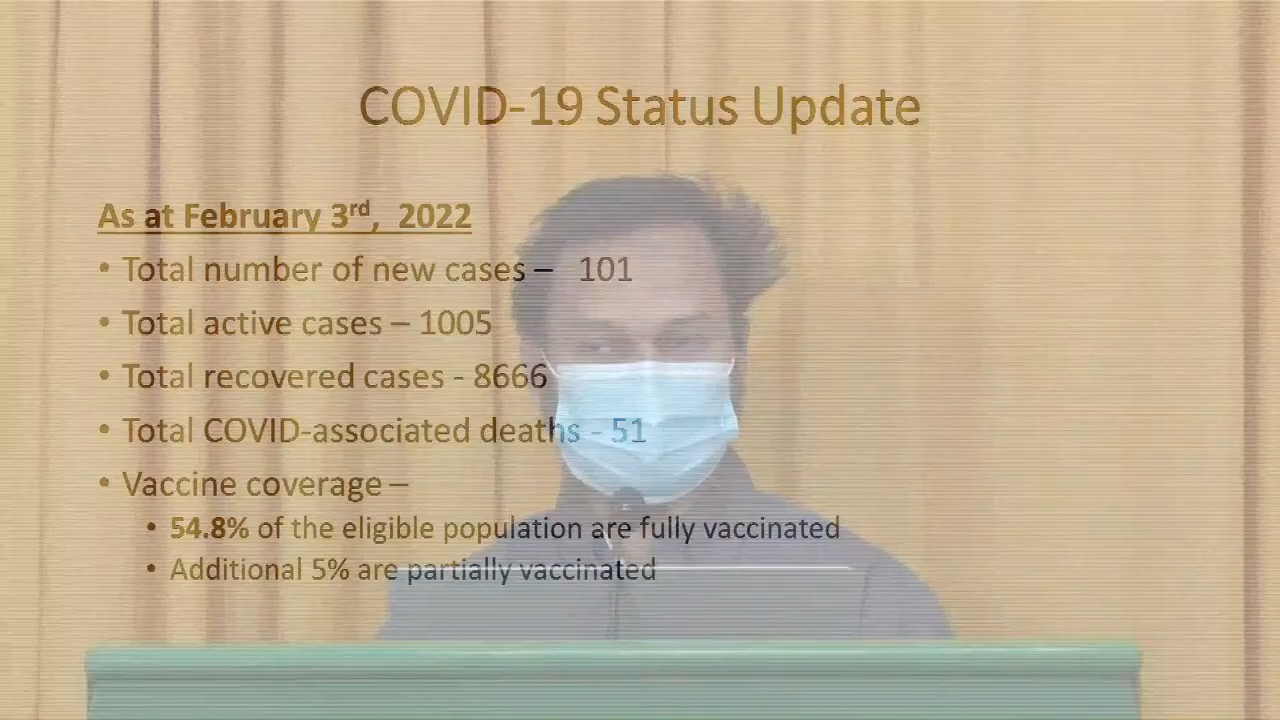 COVID-19 Status Update
As at February 3rd, 2022
• Total number of new cases – 101
• Total active cases – 1005
• Total recovered cases - 8666
• Total COVID-associated deaths - 51
• Vaccine coverage –
• 54.8% of the eligible population are fully vaccinated
• Additional 5% are partially vaccinated